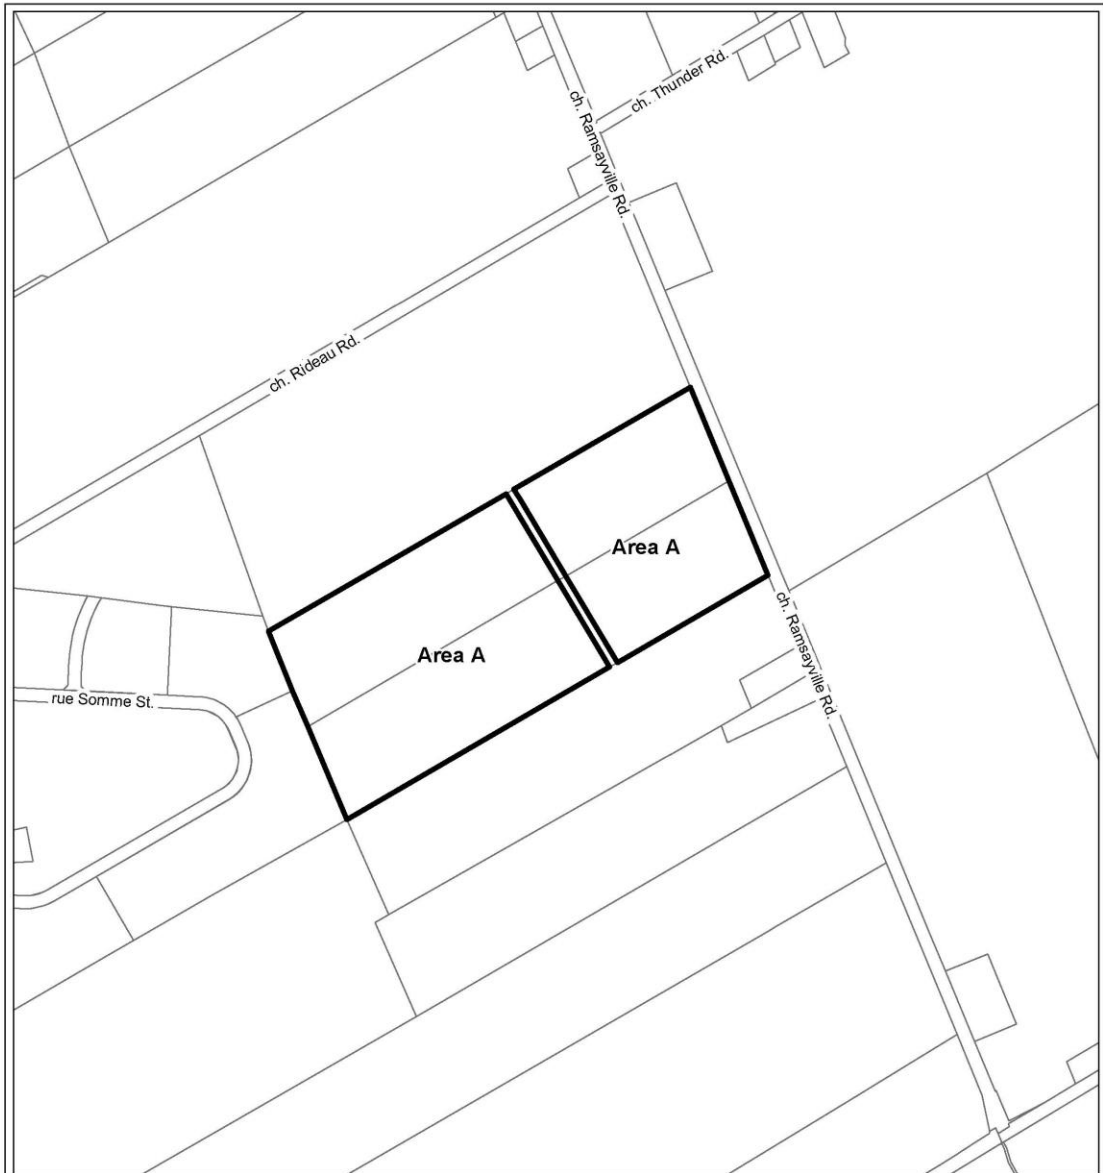 ch. Thunder Rd.
ch. Ramsayville Rd.
ch. Rideau Rd.
Area A
Area A
ch. Ramsayville Rd.
rue Somme St.